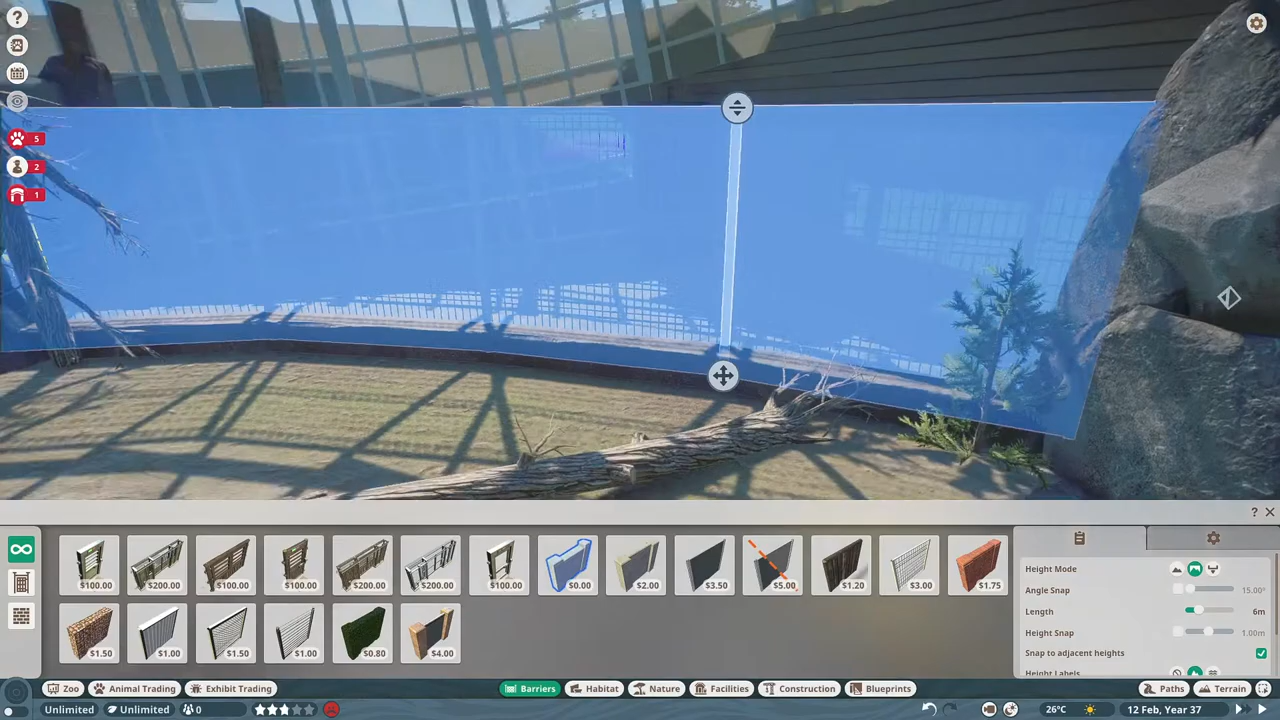 ?
5
2
1
? ×
$100.00 $200.00 $100.00 $100.00 $200.00 $200.00 $100.00 $0.00 $2.00 $3.50 $5.00 $1.20 $3.00 $1.75
$1.50 $1.00 $1.50 $1.00 $0.80 $4.00
Height Mode
Angle Snap 15.00°
Length 6m
Height Snap 1.00m
Snap to adjacent heights
Height Labels
Zoo Animal Trading Exhibit Trading Barriers Habitat Nature Facilities Construction Blueprints Paths Terrain
Unlimited Unlimited 0 26°C 12 Feb, Year 37